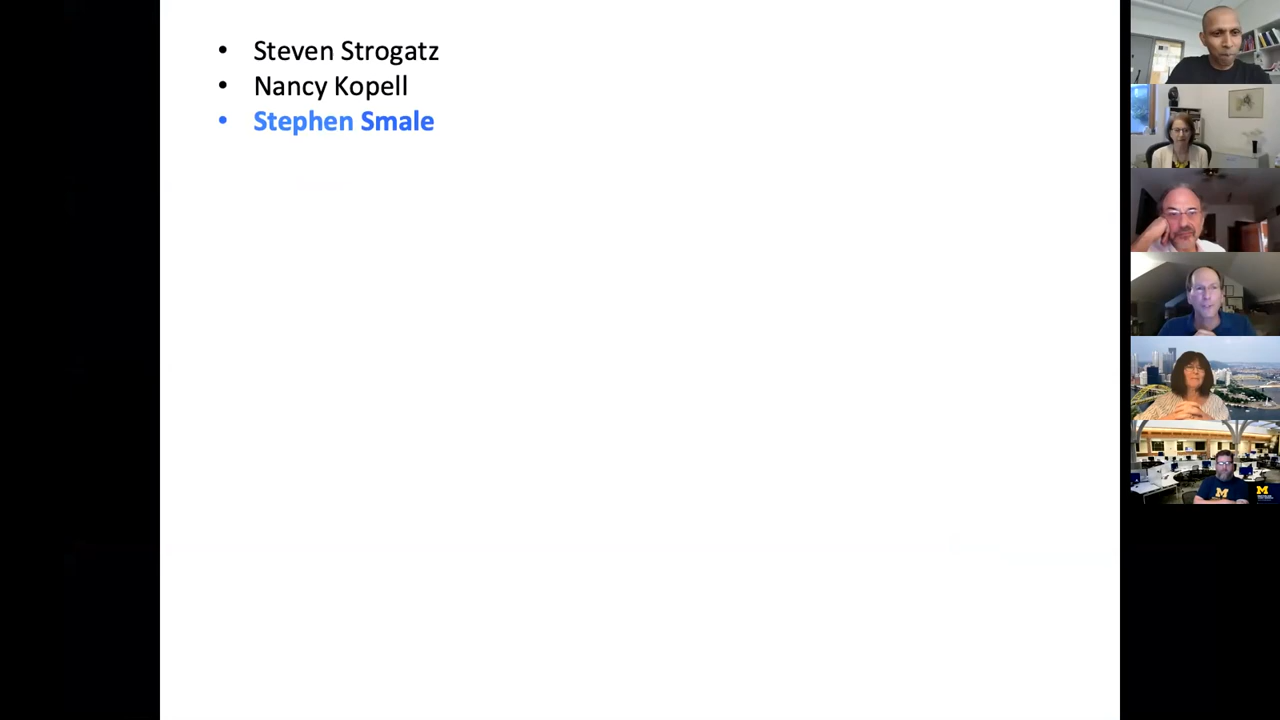 • Steven Strogatz
• Nancy Kopell
• Stephen Smale
M
M